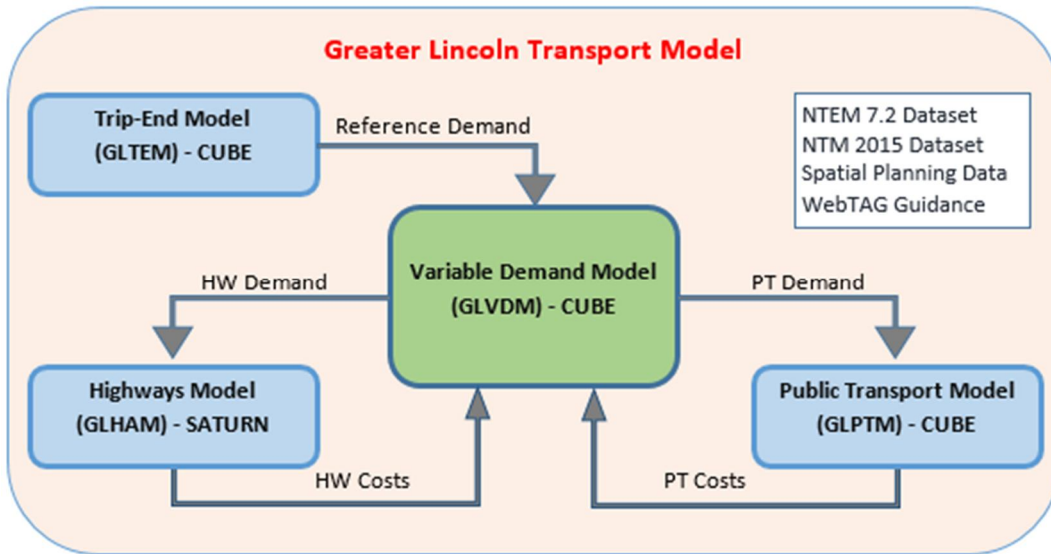 Greater Lincoln Transport Model
Trip-End Model
(GLTEM) - CUBE
Reference Demand
NTEM 7.2 Dataset
NTM 2015 Dataset
Spatial Planning Data
WebTAG Guidance
Variable Demand Model
(GLVDM) - CUBE
HW Demand
PT Demand
Highways Model
(GLHAM) - SATURN
Public Transport Model
(GLPTM) - CUBE
HW Costs
PT Costs